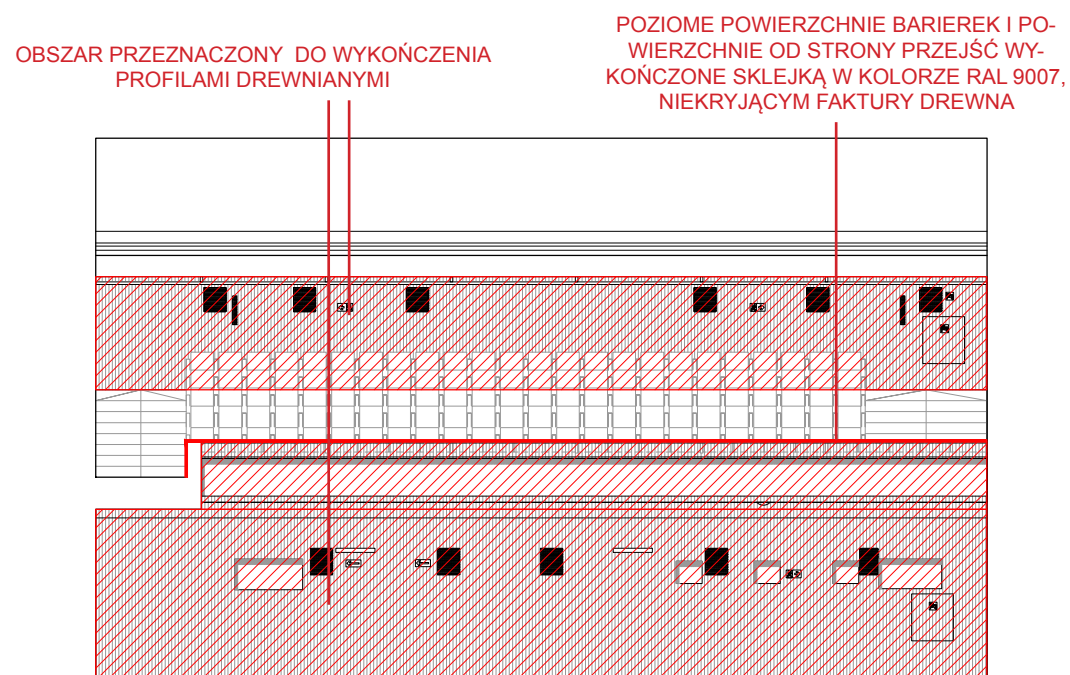 OBSZAR PRZEZNACZONY DO WYKOŃCZENIA
PROFILAMI DREWNIANYMI
POZIOME POWIERZCHNIE BARIEREK I PO-
WIERZCHNIE OD STRONY PRZEJŚĆ WY-
KOŃCZONE SKLEJKĄ W KOLORZE RAL 9007,
NIEKRYJĄCYM FAKTURY DREWNA